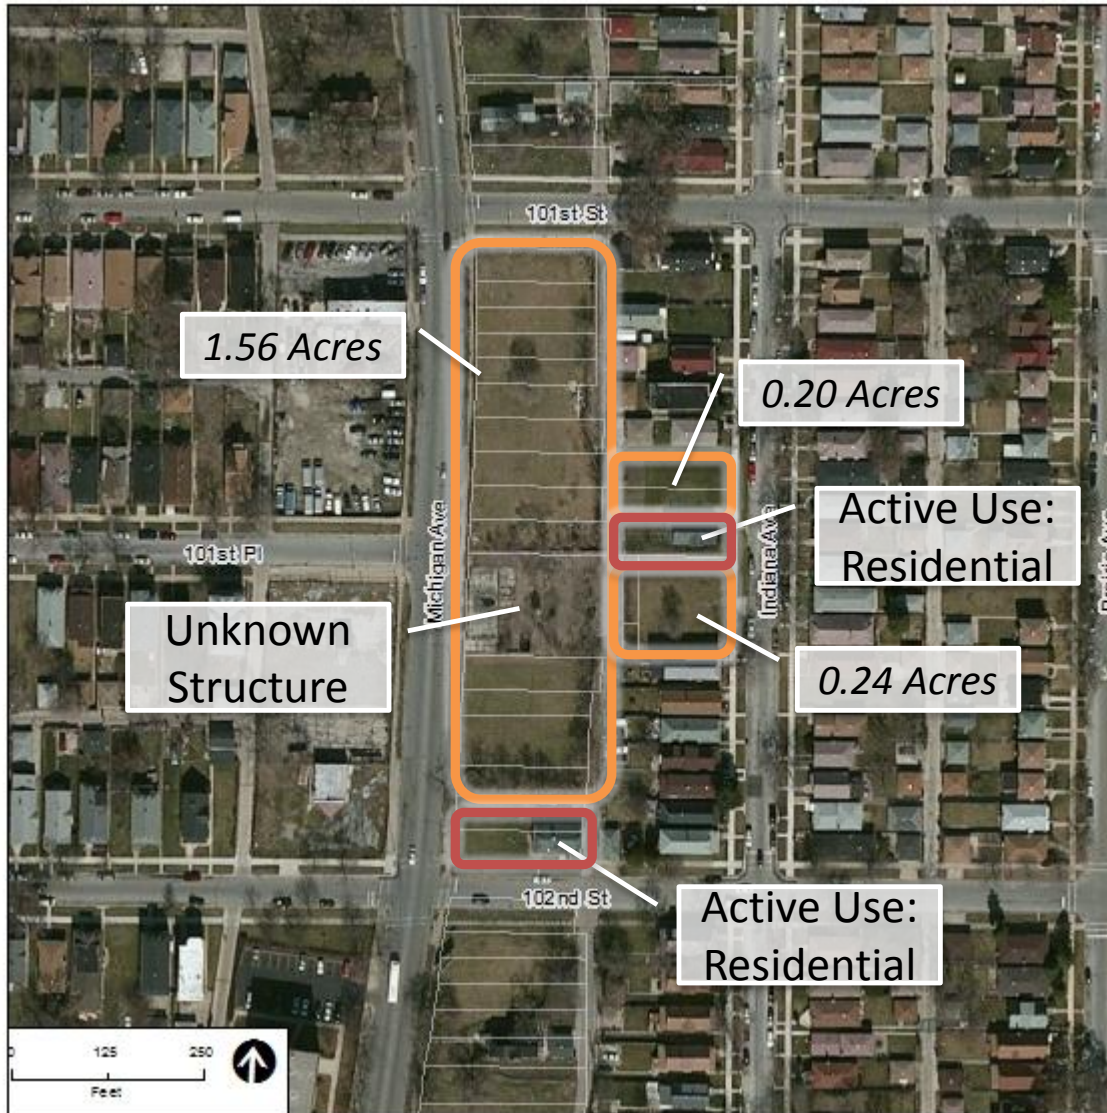 101st St
1.56 Acres
0.20 Acres
Active Use:
Residential
101st Pl
Michigan Ave
Indiana Ave
Unknown
Structure
0.24 Acres
102nd St
Active Use:
Residential
0 125 250
Feet